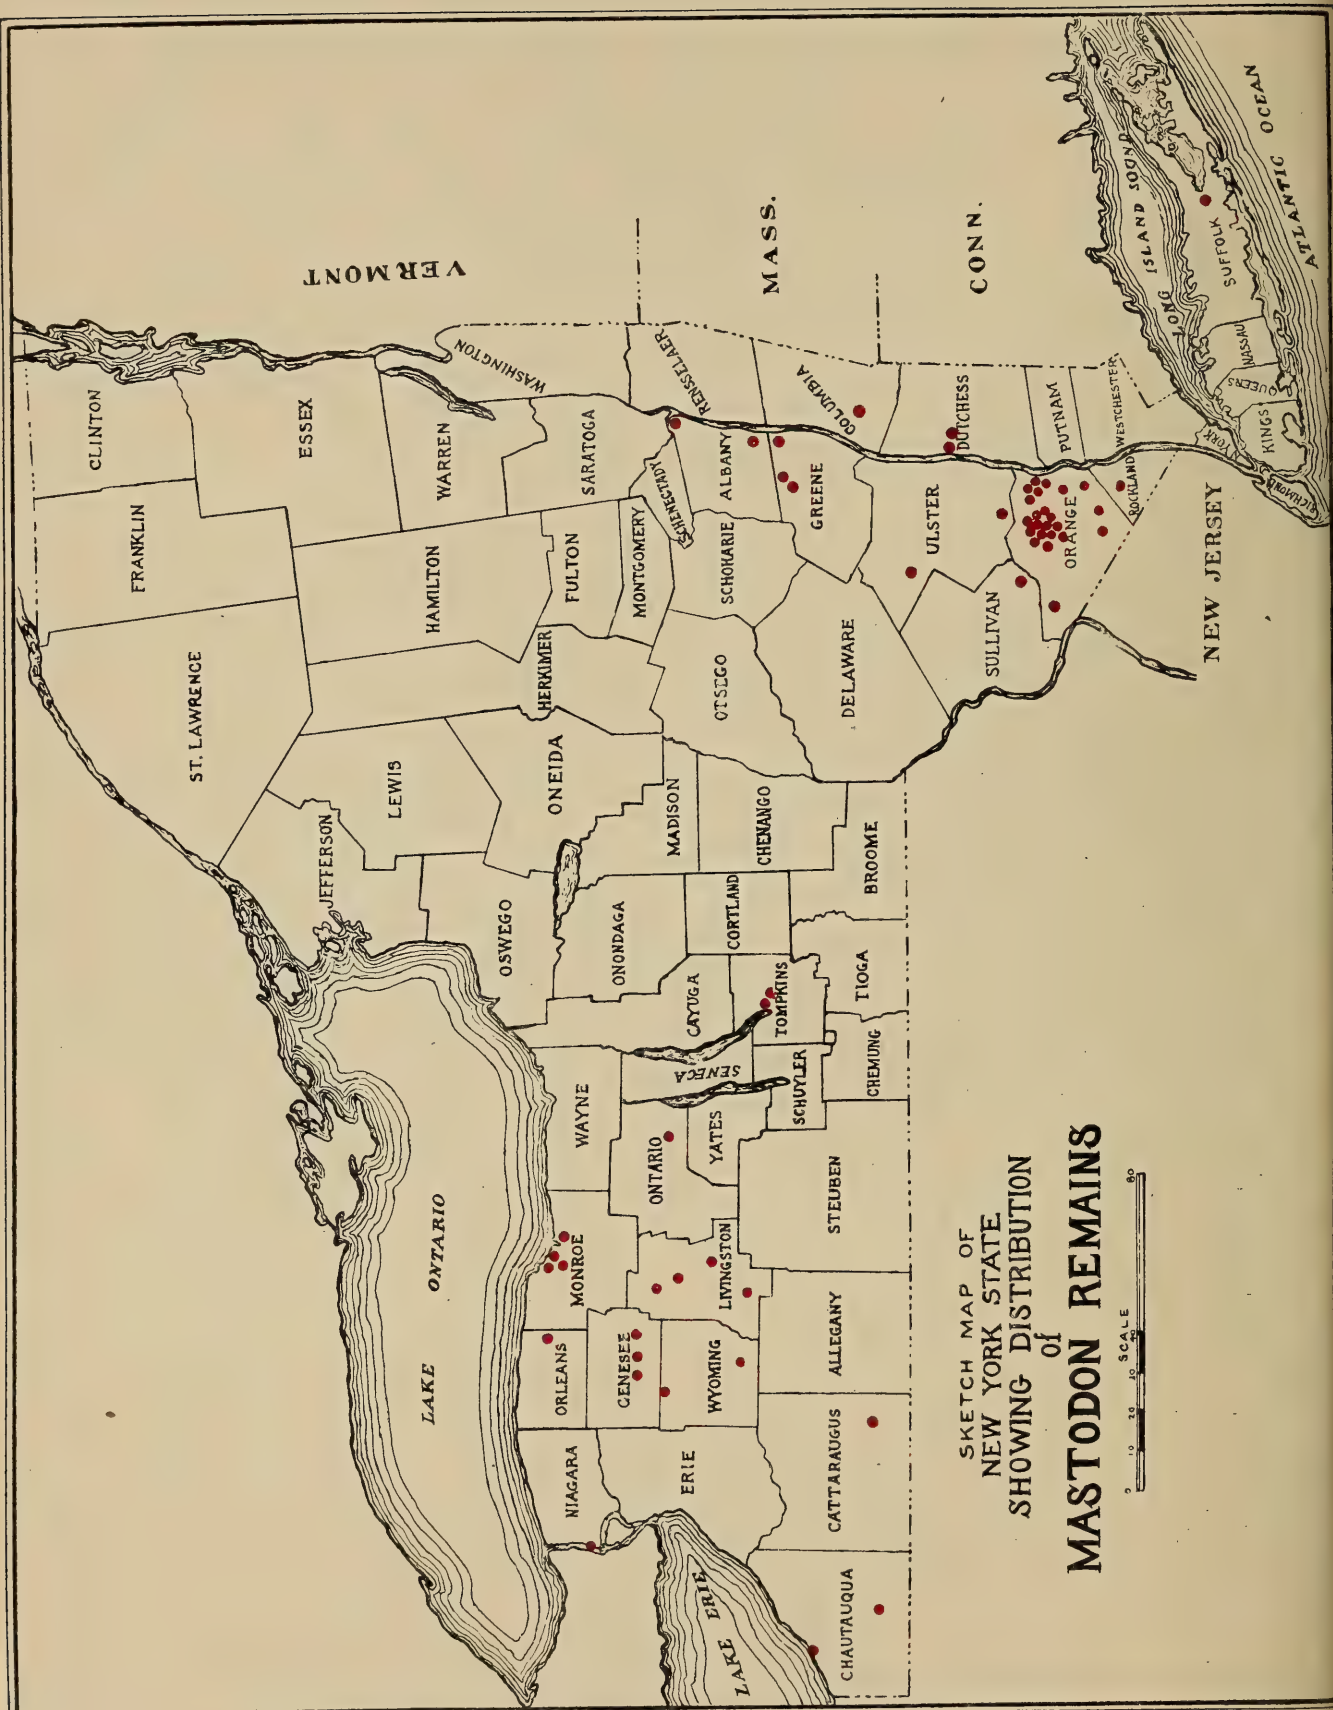 SKETCH MAP OF
NEW YORK STATE
SHOWING DISTRIBUTION
of
MASTODON REMAINS
SCALE
0 10 20 30 40 80
VERMONT
MASS.
CONN.
NEW JERSEY
LONG ISLAND SOUND
ATLANTIC OCEAN
LAKE ONTARIO
LAKE ERIE
CLINTON
FRANKLIN
ST. LAWRENCE
ESSEX
JEFFERSON
LEWIS
HAMILTON
WARREN
WASHINGTON
HERKIMER
ONEIDA
OSWEGO
FULTON
SARATOGA
MONTGOMERY
SCHENECTADY
RENSSELAER
ALBANY
SCHOHARIE
OTSEGO
MADISON
ONONDAGA
CAYUGA
SENECA
WAYNE
ONTARIO
YATES
MONROE
LIVINGSTON
ORLEANS
GENESEE
WYOMING
NIAGARA
ERIE
CHAUTAUQUA
CATTARAUGUS
ALLEGANY
STEUBEN
SCHUYLER
CHEMUNG
TOMPKINS
TIOGA
CORTLAND
BROOME
CHENANGO
DELAWARE
GREENE
COLUMBIA
ULSTER
DUTCHESS
SULLIVAN
ORANGE
PUTNAM
WESTCHESTER
ROCKLAND
YORK
KINGS
QUEENS
NASSAU
SUFFOLK
RICHMOND